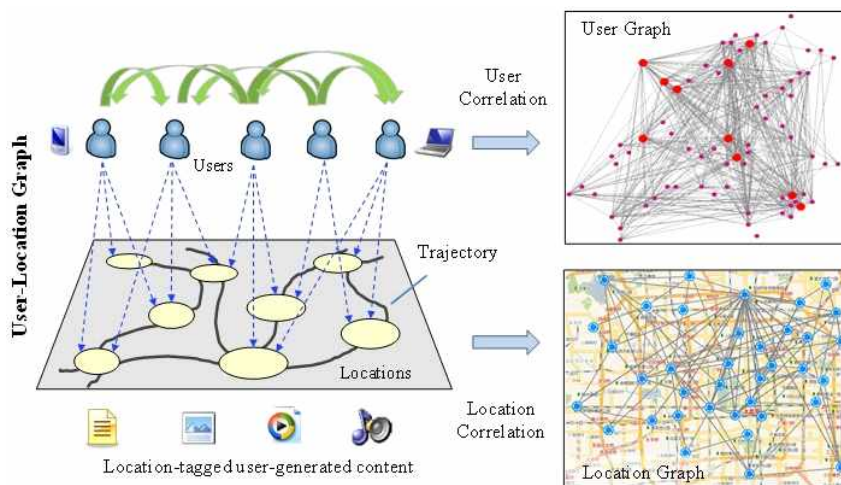 User Graph
User
Correlation
User-Location Graph
Users
Trajectory
Locations
Location
Correlation
Location-tagged user-generated content
Location Graph